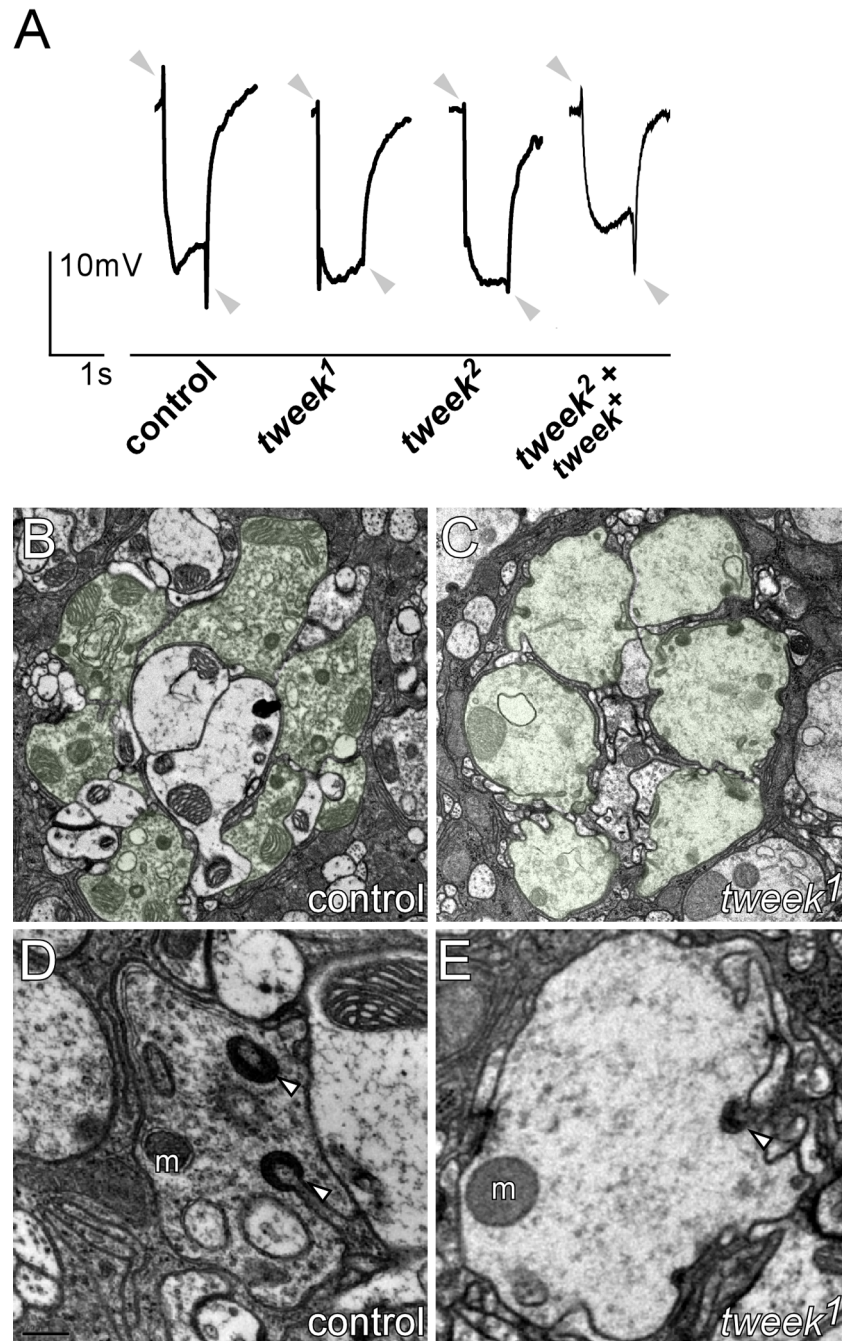 A
10mV
1s
control
tweek¹
tweek²
tweek² +
tweek⁺
B
control
C
tweek¹
D
m
control
E
m
tweek¹